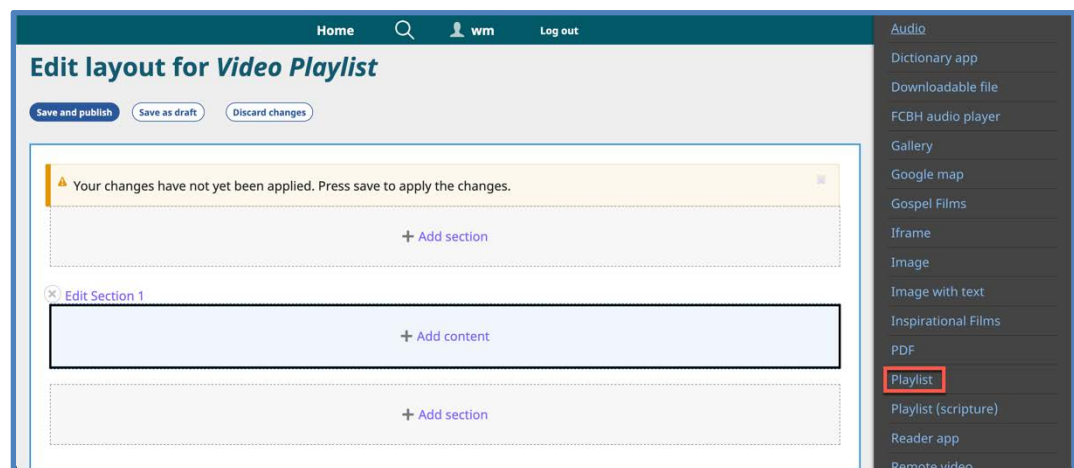 Home wm Log out
Edit layout for Video Playlist
Save and publish Save as draft Discard changes
Your changes have not yet been applied. Press save to apply the changes.
+ Add section
Edit Section 1
+ Add content
+ Add section
Audio
Dictionary app
Downloadable file
FCBH audio player
Gallery
Google map
Gospel Films
Iframe
Image
Image with text
Inspirational Films
PDF
Playlist
Playlist (scripture)
Reader app
Remote video